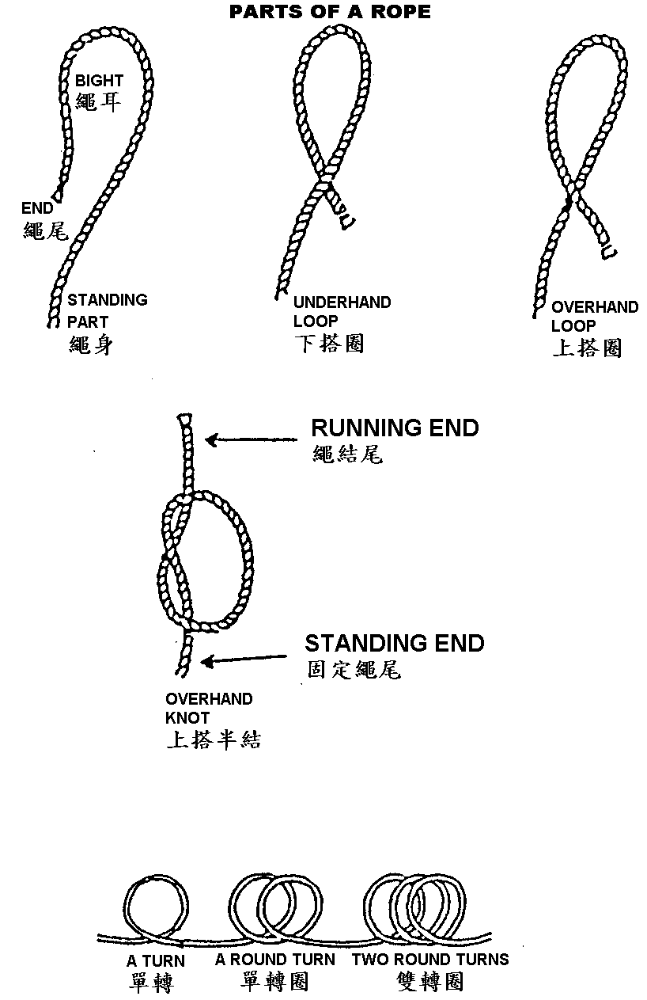 PARTS OF A ROPE
BIGHT
繩耳
END
繩尾
STANDING
PART
繩身
UNDERHAND
LOOP
下搭圈
OVERHAND
LOOP
上搭圈
RUNNING END
繩結尾
STANDING END
固定繩尾
OVERHAND
KNOT
上搭半結
A TURN
單轉
A ROUND TURN
單轉圈
TWO ROUND TURNS
雙轉圈